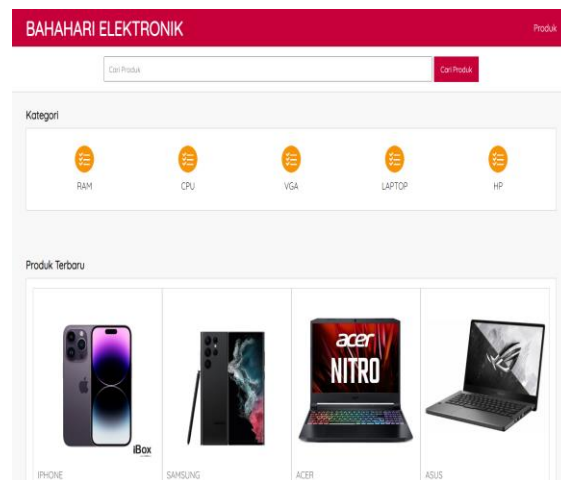 BAHAHARI ELEKTRONIK
Produk
Cari Produk
Cari Produk
Kategori
RAM
CPU
VGA
LAPTOP
HP
Produk Terbaru
iBox
acer
NITRO
IPHONE
SAMSUNG
ACER
ASUS